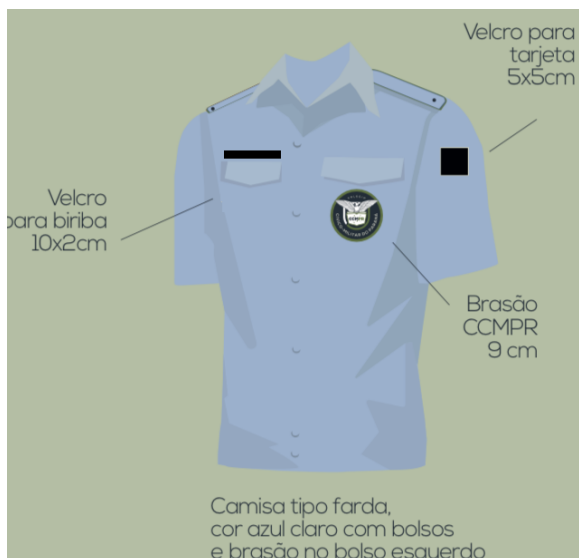 Velcro para
tarjeta
5x5cm
Velcro
para biriba
10x2cm
Brasão
CCMPR
9 cm
Camisa tipo farda,
cor azul claro com bolsos
e brasão no bolso esquerdo